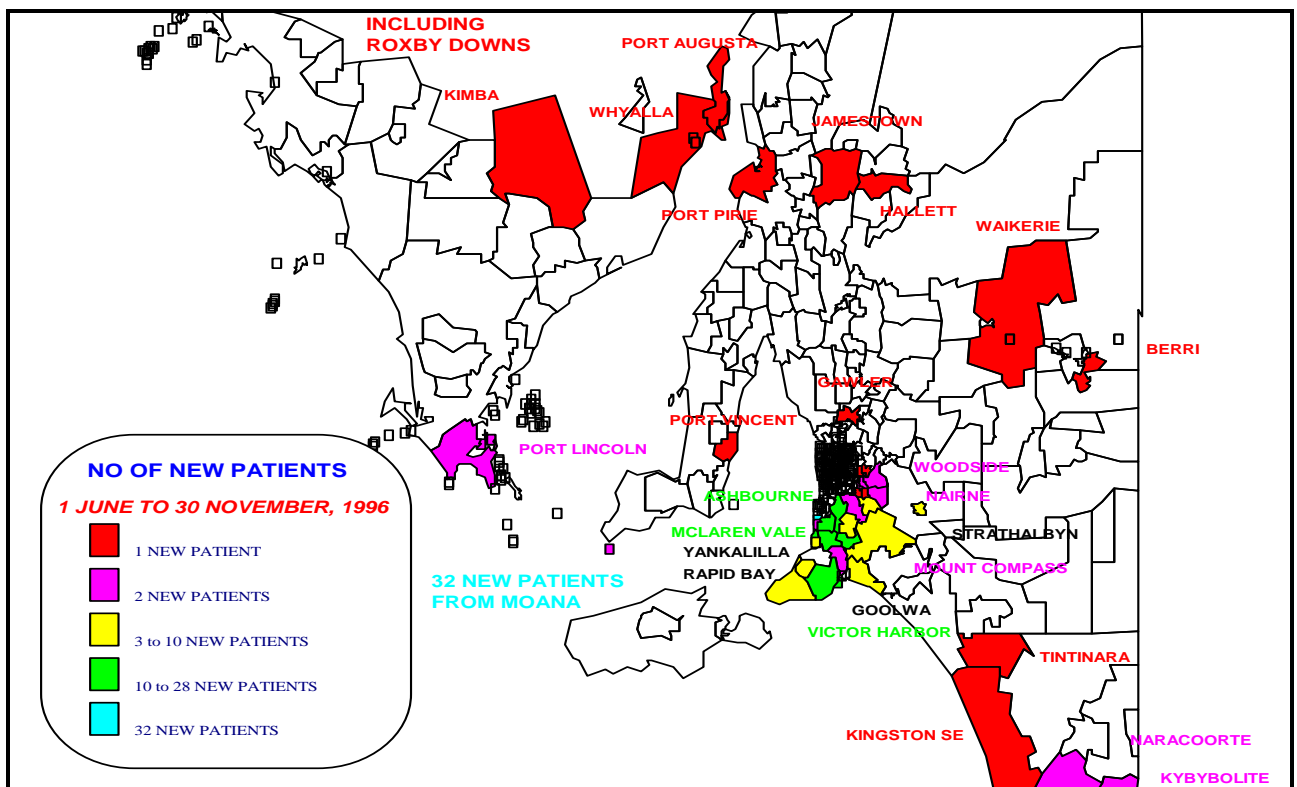 INCLUDING
ROXBY DOWNS
PORT AUGUSTA
KIMBA
WHYALLA
JAMESTOWN
PORT PIRIE
HALLETT
WAIKERIE
BERRI
GAWLER
PORT VINCENT
PORT LINCOLN
WOODSIDE
ASHBOURNE
NAIRNE
MCLAREN VALE
STRATHALBYN
YANKALILLA
MOUNT COMPASS
RAPID BAY
32 NEW PATIENTS
FROM MOANA
GOOLWA
VICTOR HARBOR
TINTINARA
KINGSTON SE
NARACOORTE
KYBYBOLITE
NO OF NEW PATIENTS
1 JUNE TO 30 NOVEMBER, 1996
1 NEW PATIENT
2 NEW PATIENTS
3 to 10 NEW PATIENTS
10 to 28 NEW PATIENTS
32 NEW PATIENTS